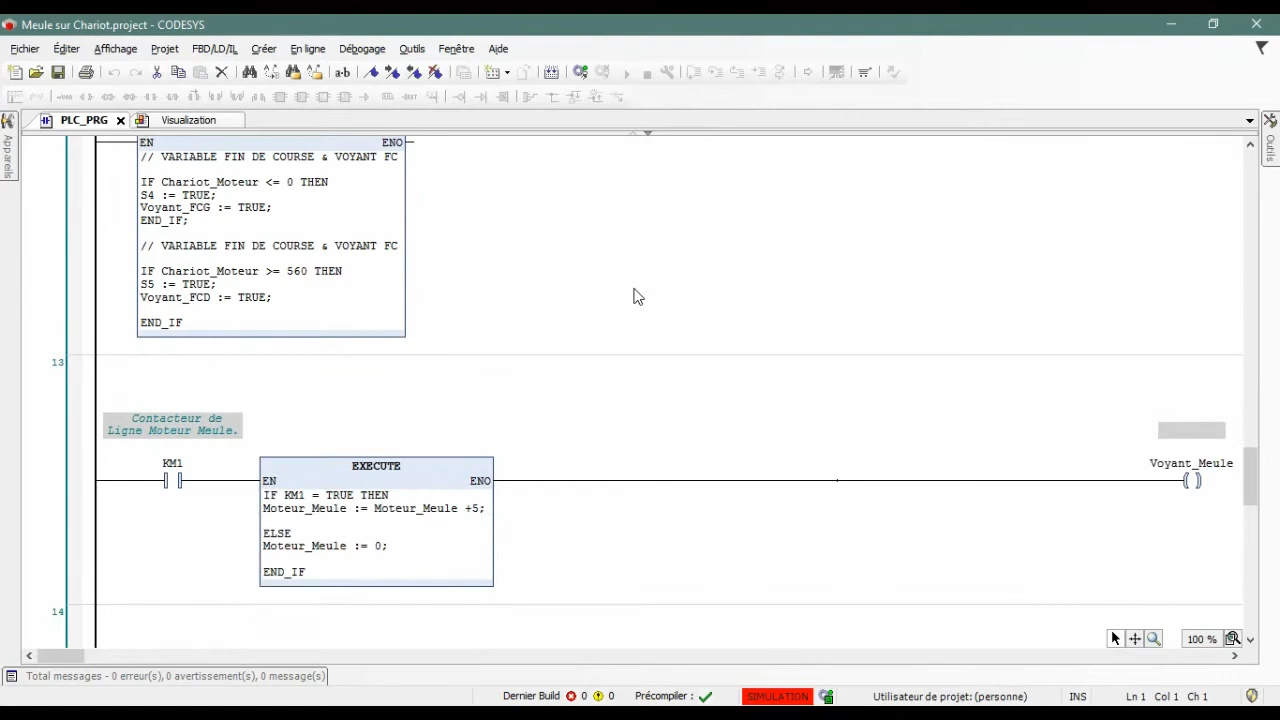 Meule sur Chariot.project - CODESYS
Fichier Éditer Affichage Projet FBD/LD/IL Créer En ligne Débogage Outils Fenêtre Aide
PLC_PRG Visualization
Appareils
Outils
EN ENO
// VARIABLE FIN DE COURSE & VOYANT FC
IF Chariot_Moteur <= 0 THEN
S4 := TRUE;
Voyant_FCG := TRUE;
END_IF;
// VARIABLE FIN DE COURSE & VOYANT FC
IF Chariot_Moteur >= 560 THEN
S5 := TRUE;
Voyant_FCD := TRUE;
END_IF
13
Contacteur de
Ligne Moteur Meule.
KM1
EXECUTE
Voyant_Meule
EN ENO
IF KM1 = TRUE THEN
Moteur_Meule := Moteur_Meule +5;
ELSE
Moteur_Meule := 0;
END_IF
14
100 %
Total messages - 0 erreur(s), 0 avertissement(s), 0 message(s)
Dernier Build 0 0 Précompiler : SIMULATION Utilisateur de projet: (personne) INS Ln 1 Col 1 Ch 1